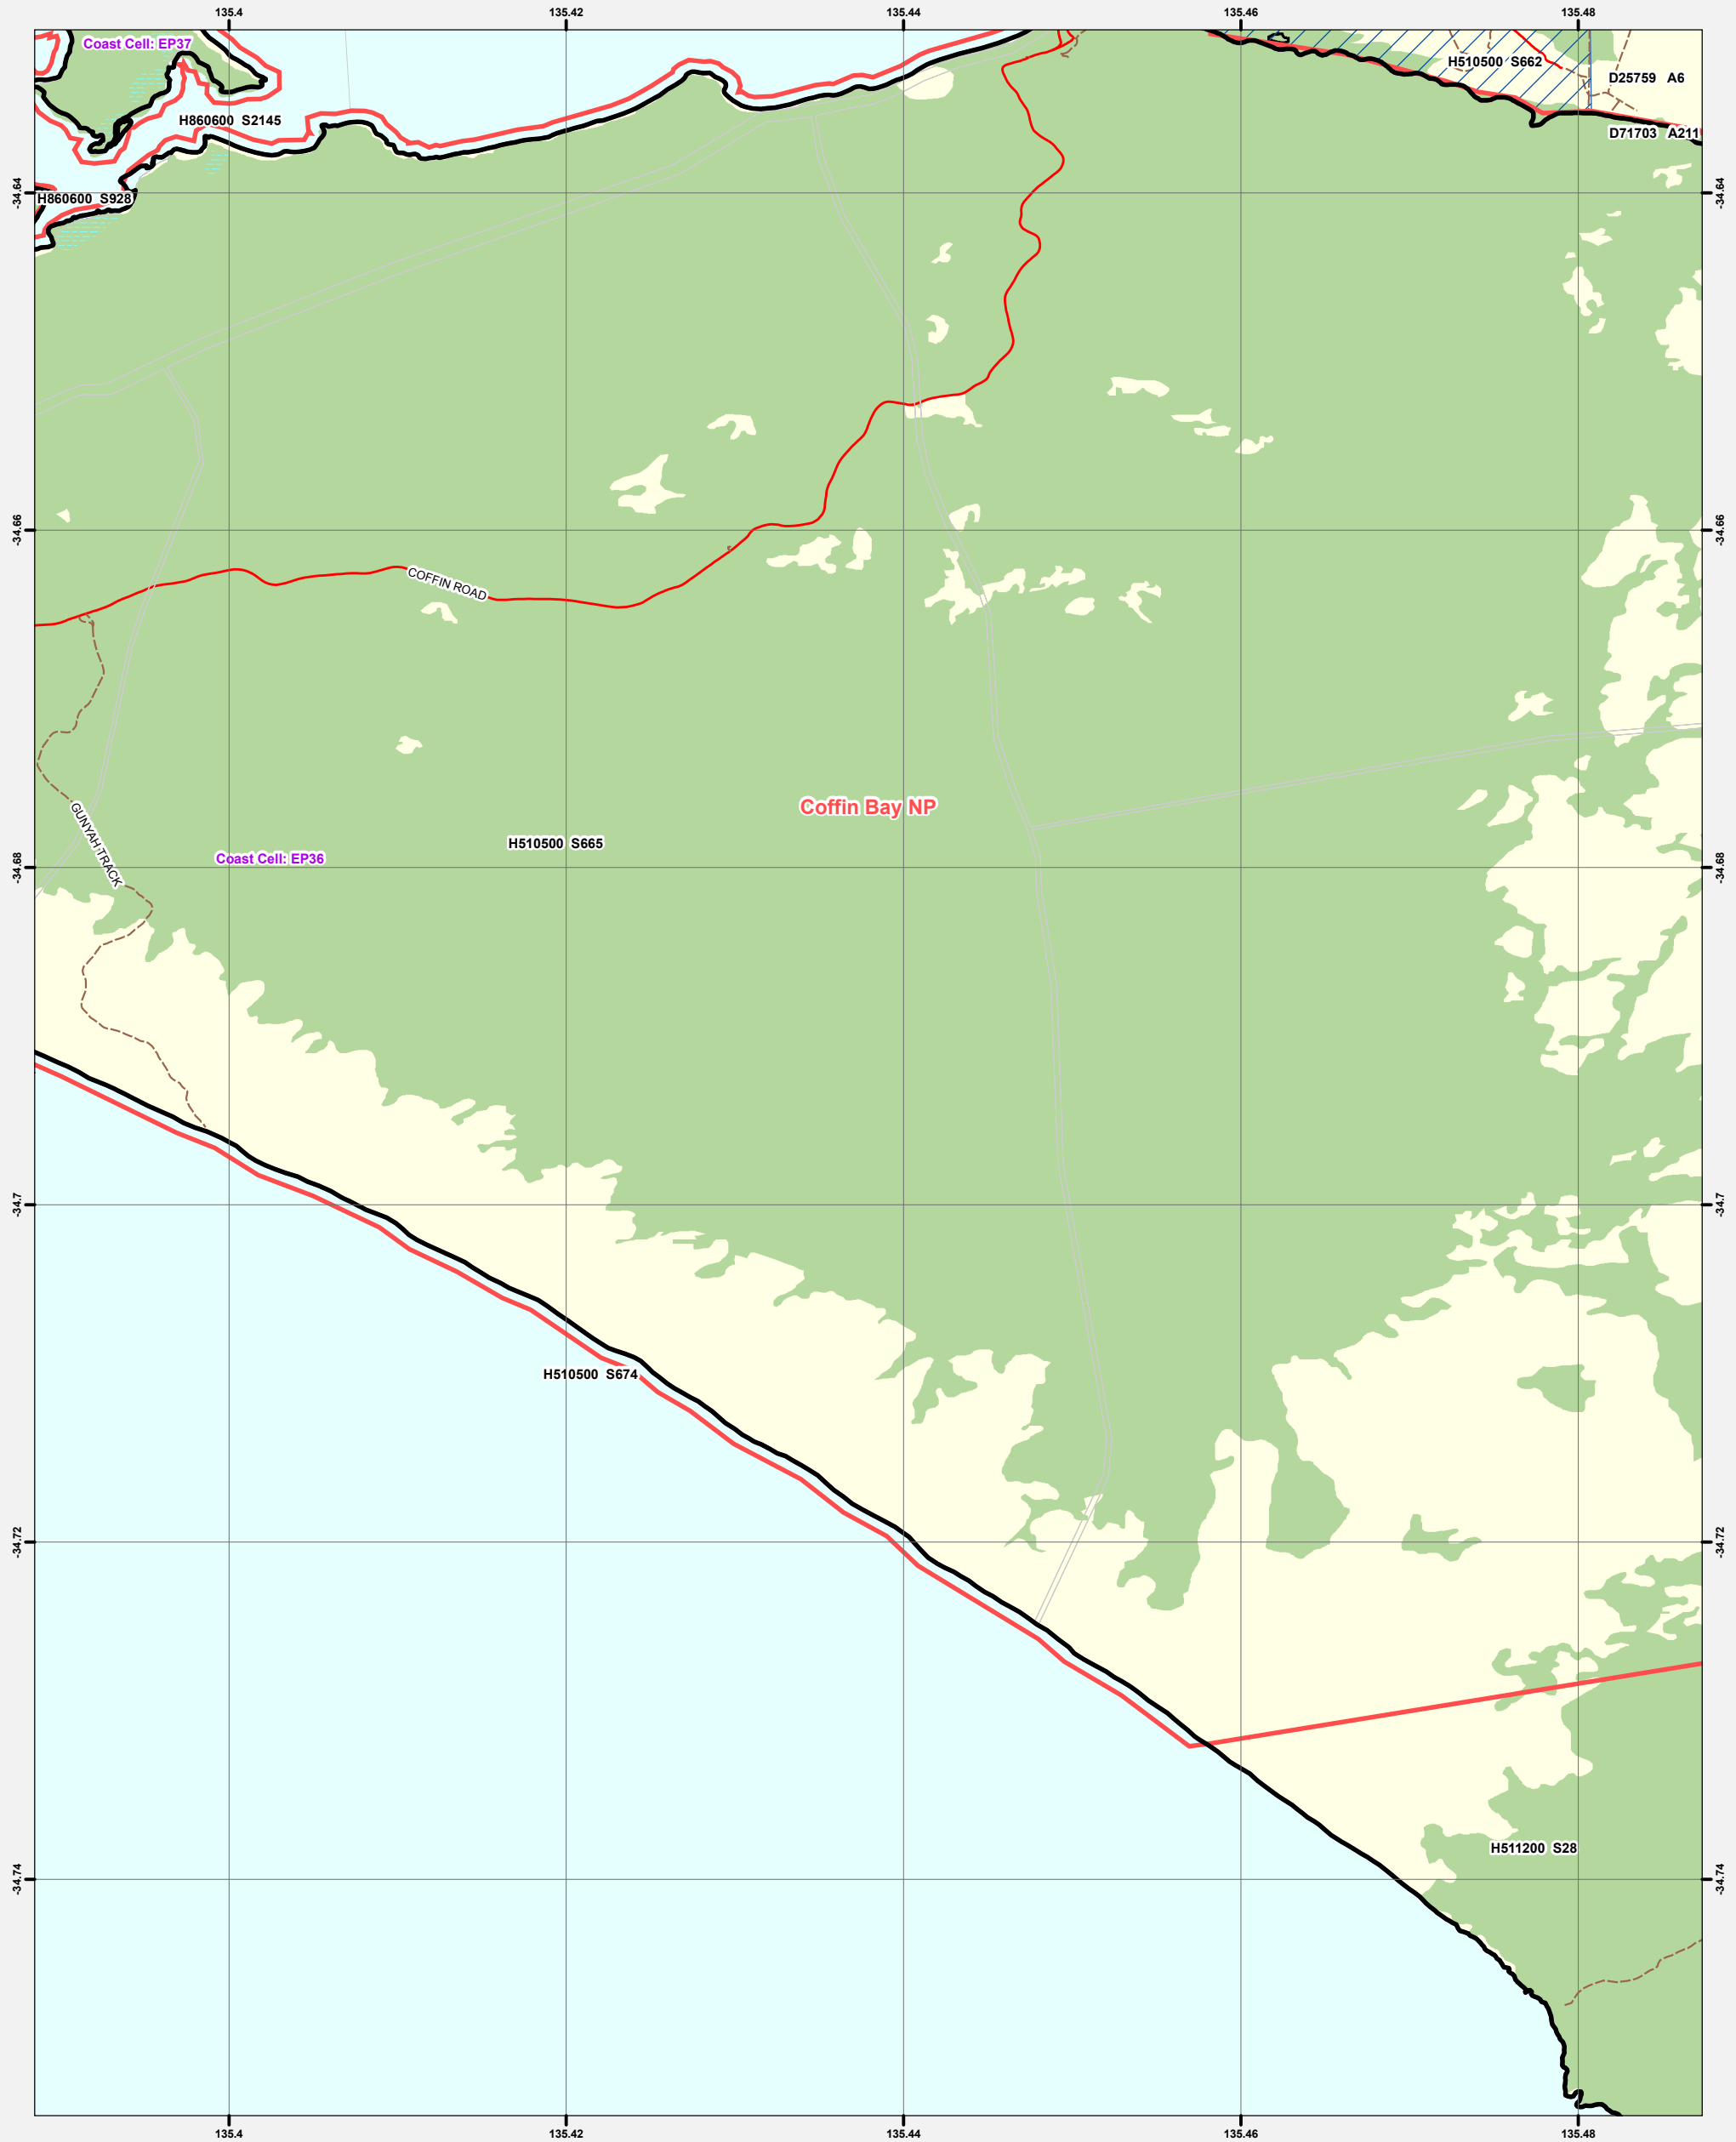 135.4 135.42 135.44 135.46 135.48
Coast Cell: EP37
H510500 S662
D25759 A6
H860600 S2145
D71703 A211
-34.64 -34.64
H860600 S928
-34.66 -34.66
COFFIN ROAD
Coffin Bay NP
GUNYAH TRACK
H510500 S665
Coast Cell: EP36
-34.68 -34.68
-34.7 -34.7
H510500 S674
-34.72 -34.72
H511200 S28
-34.74 -34.74
135.4 135.42 135.44 135.46 135.48